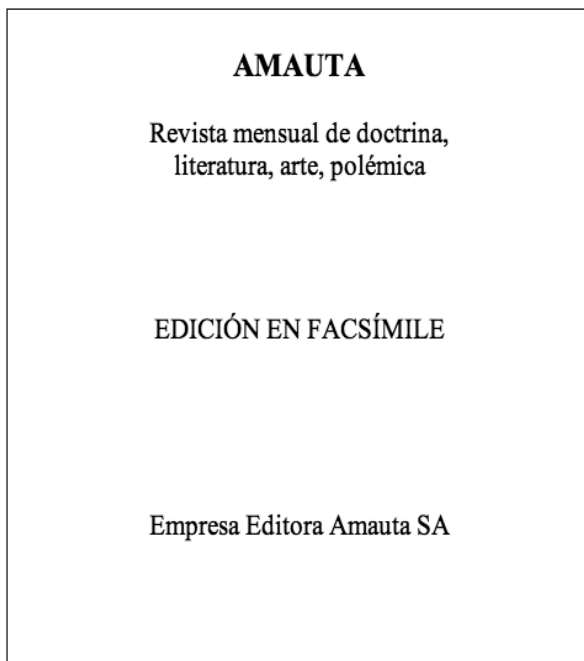 AMAUTA
Revista mensual de doctrina,
literatura, arte, polémica
EDICIÓN EN FACSÍMILE
Empresa Editora Amauta SA